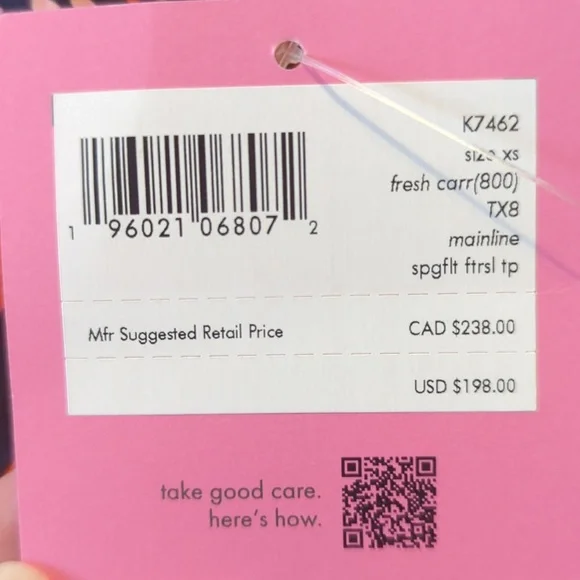 K7462
size xs
fresh carr(800)
TX8
mainline
spgflt ftrsl tp
1 96021 06807 2
Mfr Suggested Retail Price CAD $238.00
USD $198.00
take good care.
here's how.